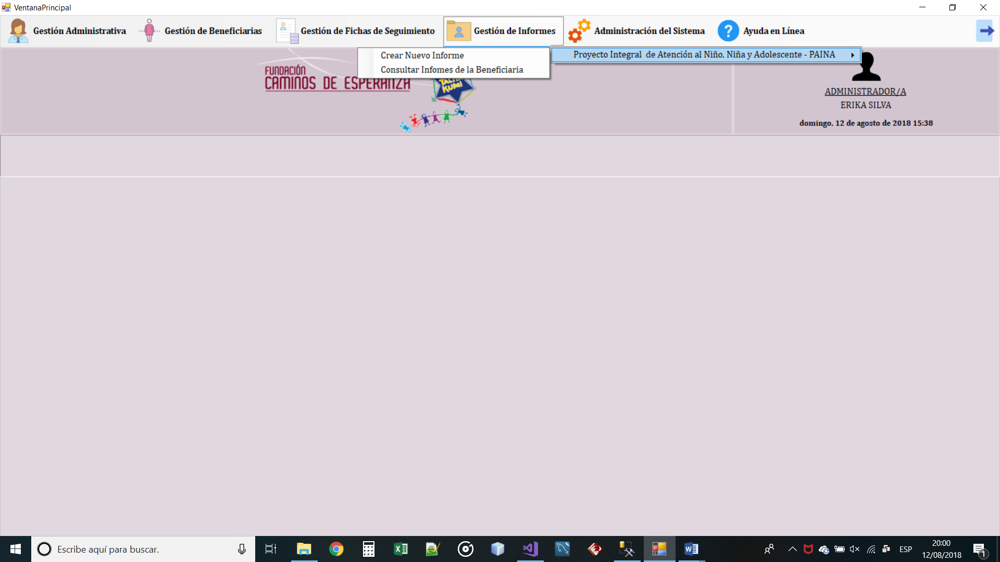 VentanaPrincipal
Gestión Administrativa
Gestión de Beneficiarias
Gestión de Fichas de Seguimiento
Gestión de Informes
Administración del Sistema
Ayuda en Línea
Crear Nuevo Informe
Consultar Infomes de la Beneficiaria
Proyecto Integral  de Atención al Niño, Niña y Adolescente - PAINA
FUNDACIÓN
CAMINOS DE ESPERANZA
KUMI
ADMINISTRADOR/A
ERIKA SILVA
domingo, 12 de agosto de 2018 15:38
Escribe aquí para buscar.
ESP
20:00
12/08/2018
1